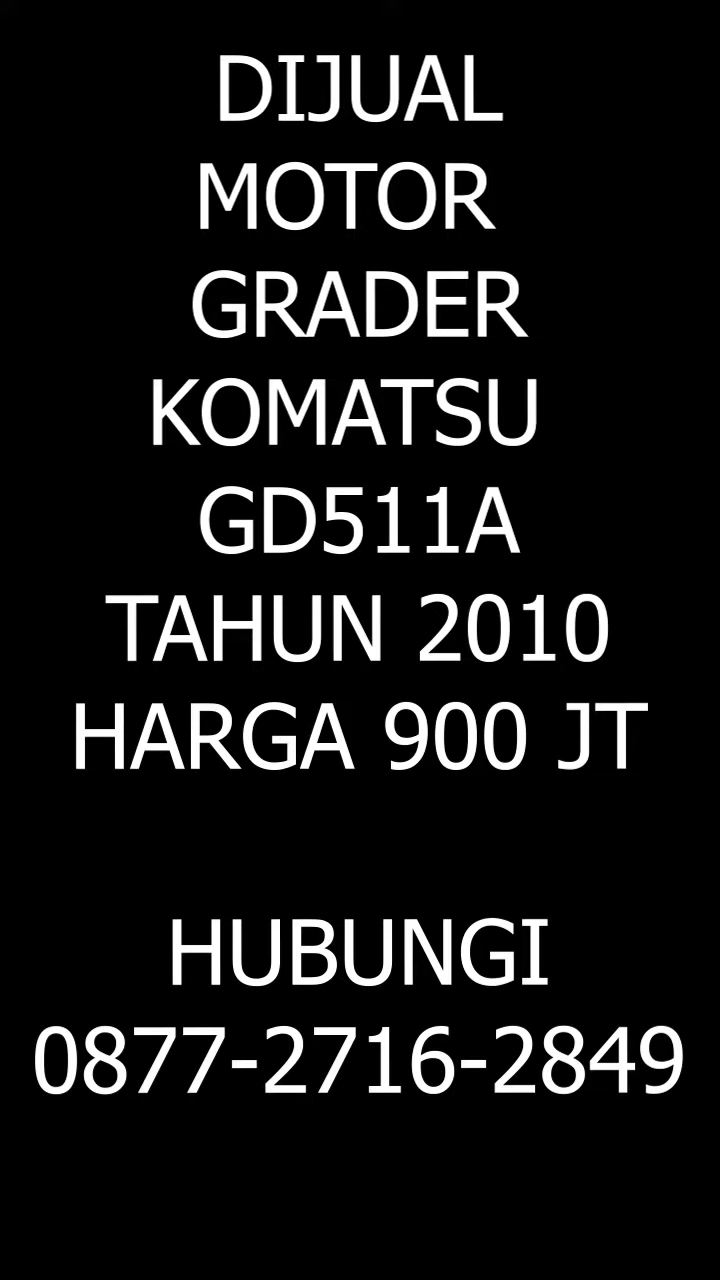 DIJUAL
MOTOR
GRADER
KOMATSU
GD511A
TAHUN 2010
HARGA 900 JT
HUBUNGI
0877-2716-2849